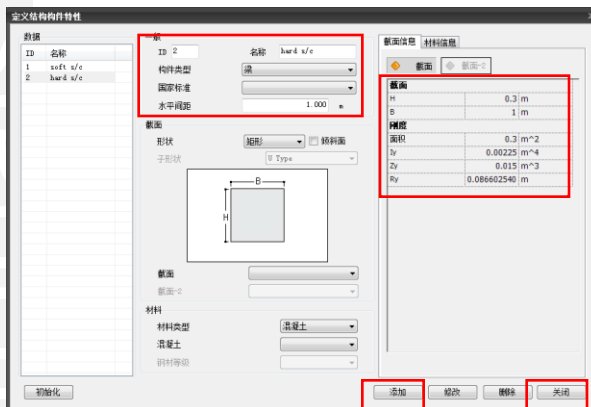 定义结构构件特性
数据
ID 名称
1 soft s/c
2 hard s/c
初始化
一般
ID 2 名称 hard s/c
构件类型 梁
国家标准
水平间距 1.000 m
截面
形状 矩形 倾斜面
子形状 U Type
B
H
截面
截面-2
材料
材料类型 混凝土
混凝土
钢材等级
截面信息 材料信息
截面 截面-2
截面
H 0.3 m
B 1 m
刚度
面积 0.3 m^2
Iy 0.00225 m^4
Zy 0.015 m^3
Ry 0.086602540 m
添加 修改 删除 关闭